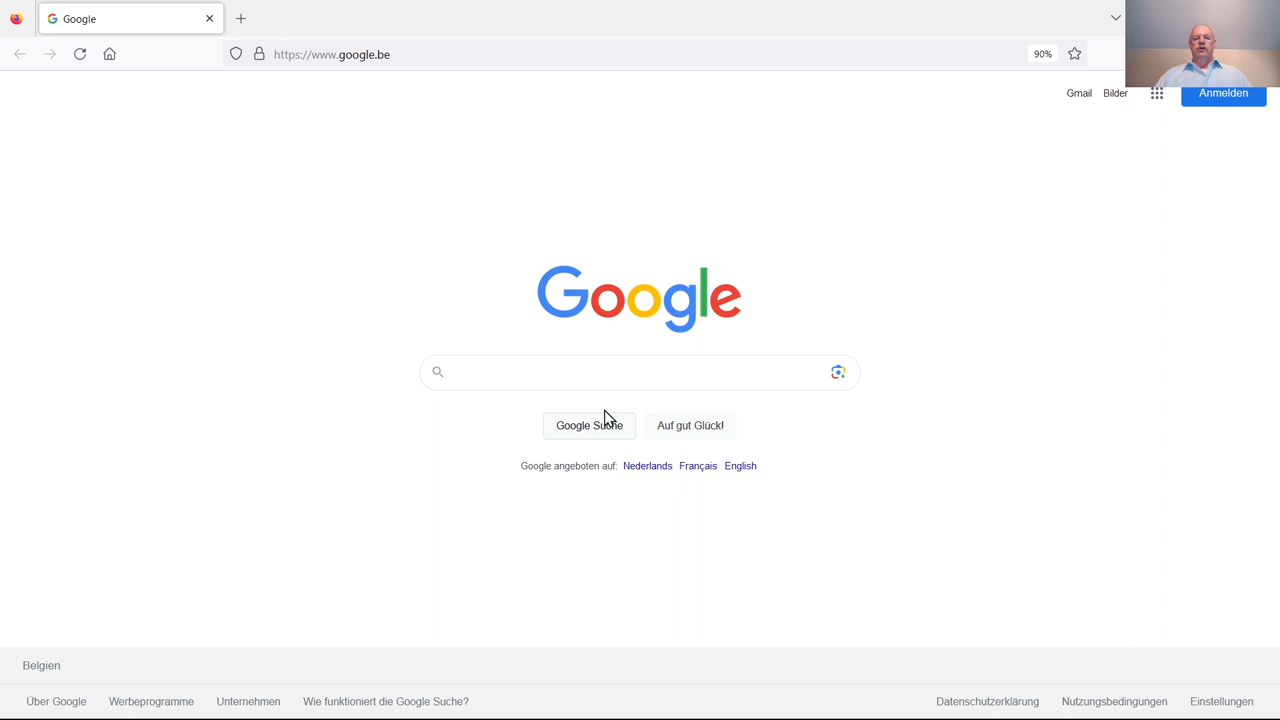 Google
https://www.google.be
90%
Gmail Bilder
Anmelden
Google
Google Suche Auf gut Glück!
Google angeboten auf: Nederlands Français English
Belgien
Über Google Werbeprogramme Unternehmen Wie funktioniert die Google Suche? Datenschutzerklärung Nutzungsbedingungen Einstellungen